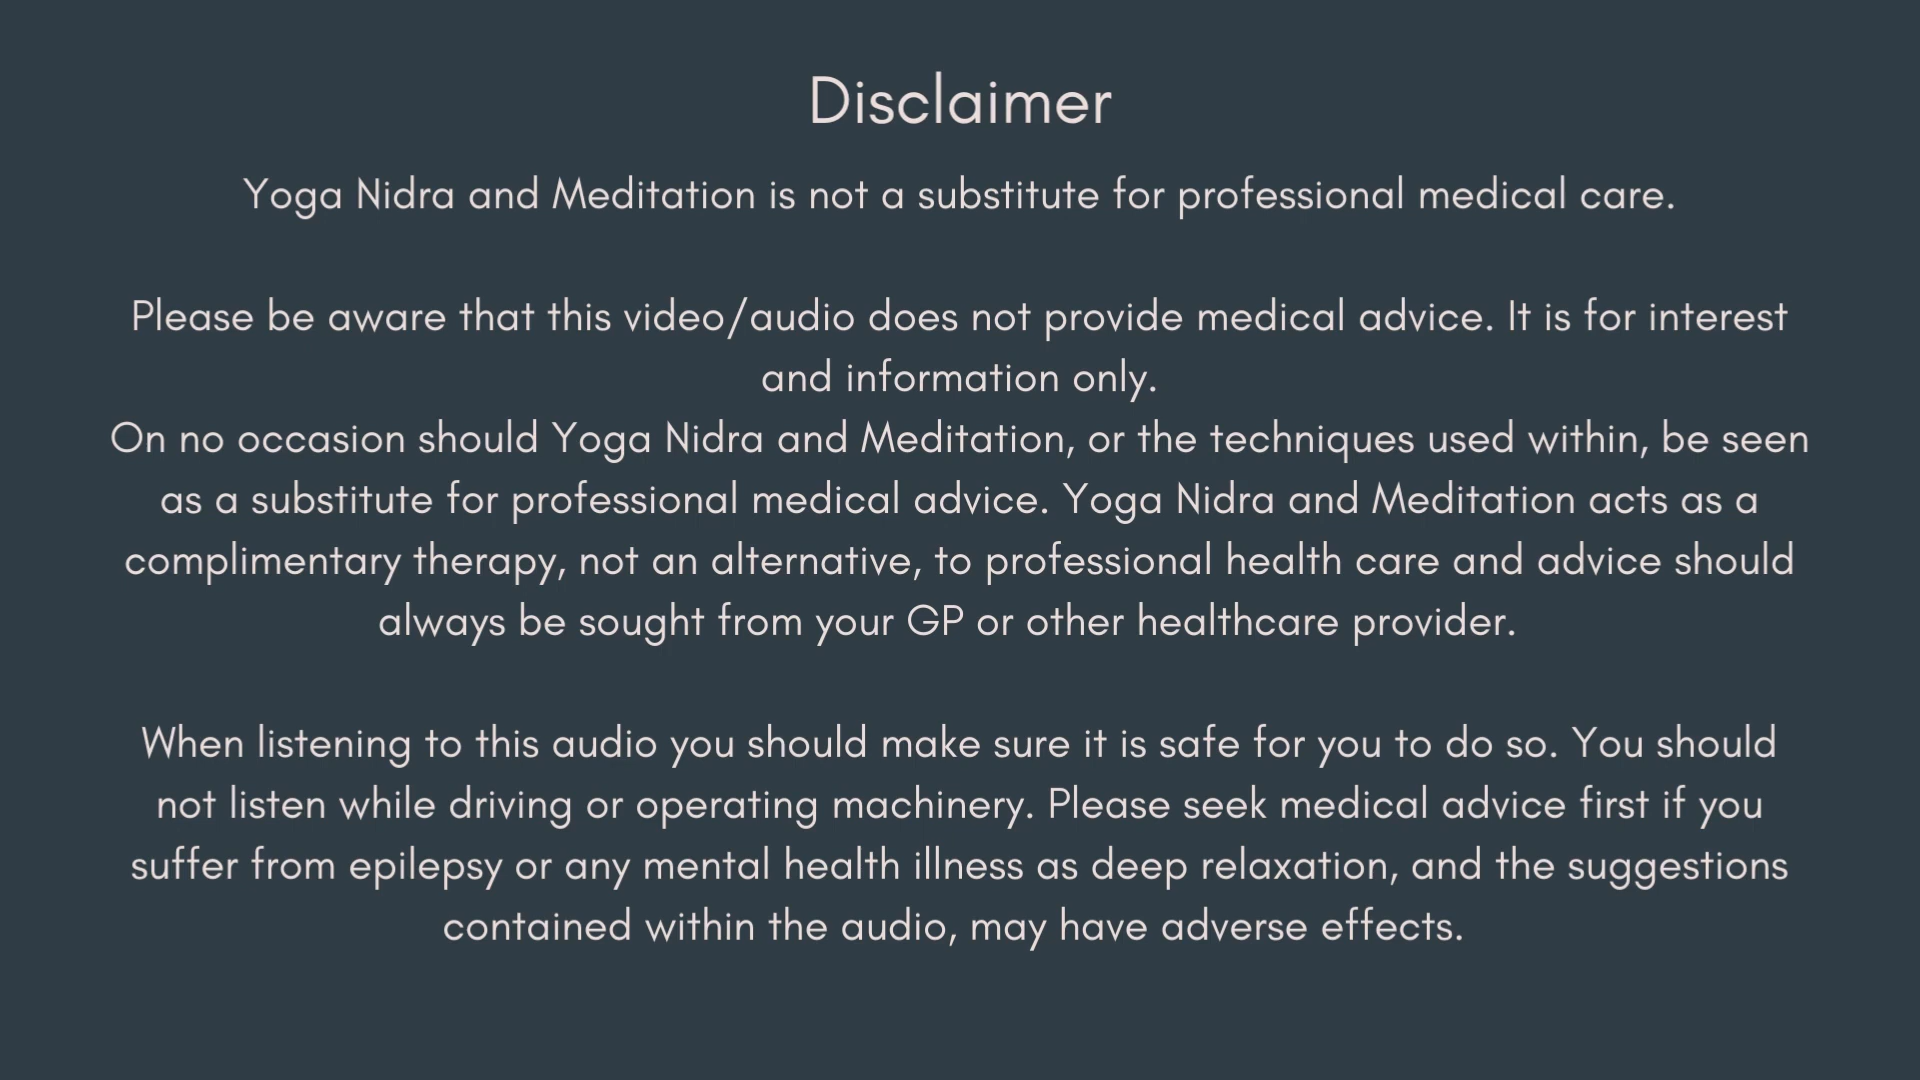 Disclaimer
Yoga Nidra and Meditation is not a substitute for professional medical care.
Please be aware that this video/audio does not provide medical advice. It is for interest
and information only.
On no occasion should Yoga Nidra and Meditation, or the techniques used within, be seen
as a substitute for professional medical advice. Yoga Nidra and Meditation acts as a
complimentary therapy, not an alternative, to professional health care and advice should
always be sought from your GP or other healthcare provider.
When listening to this audio you should make sure it is safe for you to do so. You should
not listen while driving or operating machinery. Please seek medical advice first if you
suffer from epilepsy or any mental health illness as deep relaxation, and the suggestions
contained within the audio, may have adverse effects.